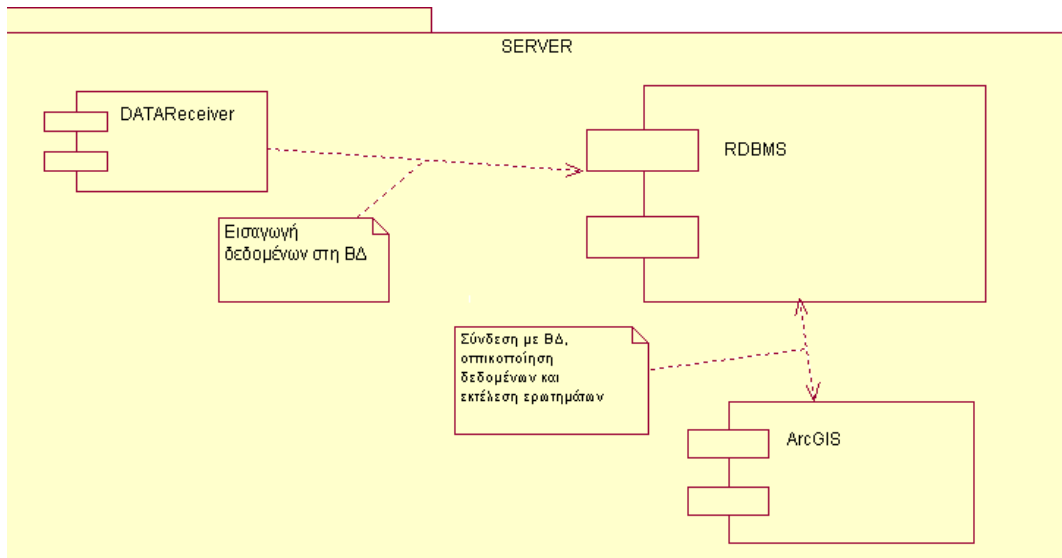 SERVER
DATAReceiver
RDBMS
Εισαγωγή
δεδομένων στη ΒΔ
Σύνδεση με ΒΔ,
οπτικοποίηση
δεδομένων και
εκτέλεση ερωτημάτων
ArcGIS